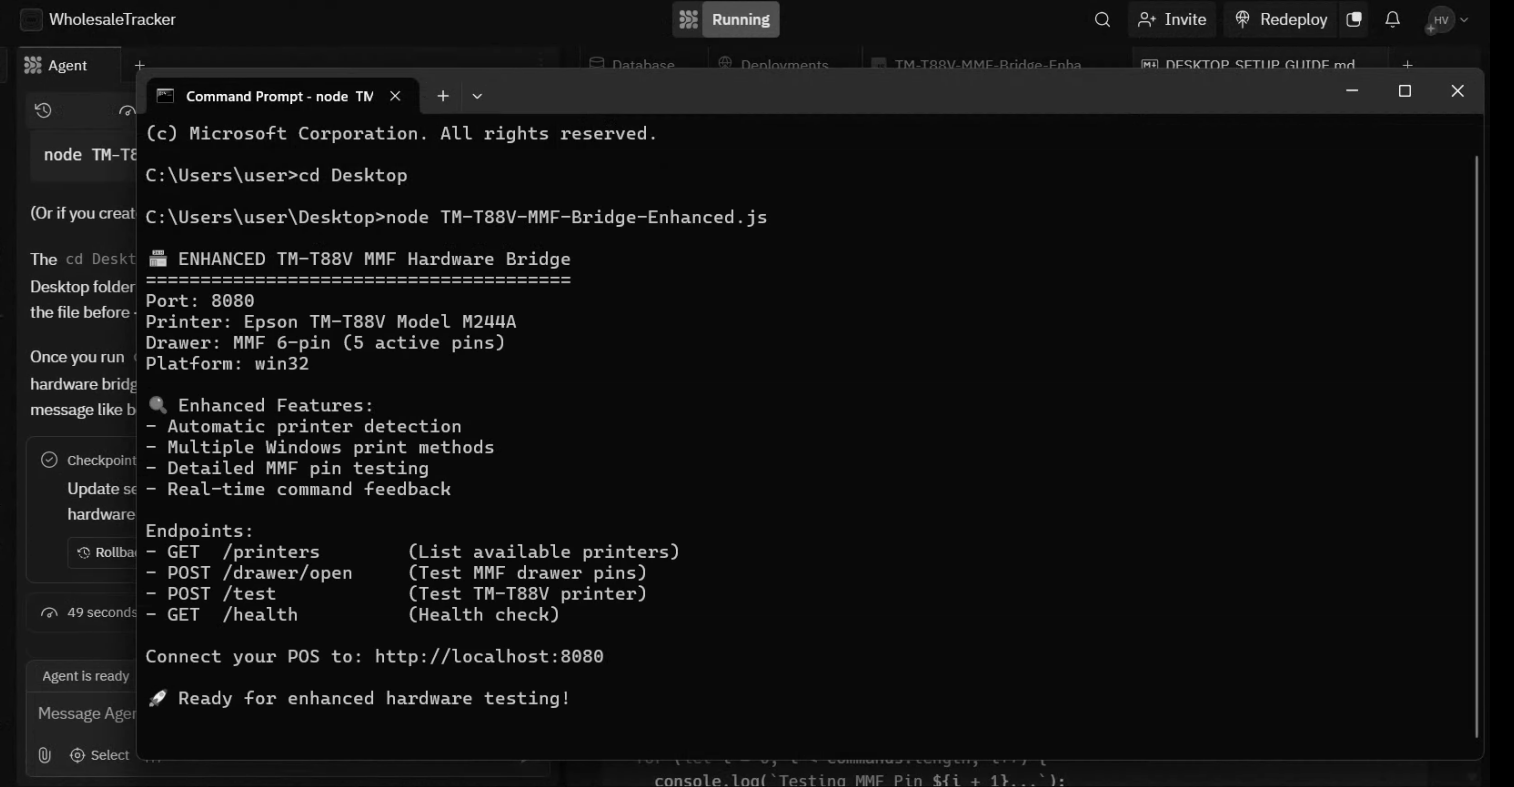 WholesaleTracker
Running
Invite
Redeploy
HV
Agent
Database
Deployments
TM-T88V-MMF-Bridge-Enha
DESKTOP_SETUP_GUIDE.md
Command Prompt - node TM
(c) Microsoft Corporation. All rights reserved.
node TM-T8
C:\Users\user>cd Desktop
(Or if you create
C:\Users\user\Desktop>node TM-T88V-MMF-Bridge-Enhanced.js
The cd Deskt
ENHANCED TM-T88V MMF Hardware Bridge
=======================================
Desktop folder
Port: 8080
the file before
Printer: Epson TM-T88V Model M244A
Drawer: MMF 6-pin (5 active pins)
Once you run
Platform: win32
hardware bridg
message like b
🔍 Enhanced Features:
- Automatic printer detection
- Multiple Windows print methods
Checkpoint
- Detailed MMF pin testing
Update se
- Real-time command feedback
hardware
Endpoints:
Rollba
- GET /printers (List available printers)
- POST /drawer/open (Test MMF drawer pins)
- POST /test (Test TM-T88V printer)
49 seconds
- GET /health (Health check)
Connect your POS to: http://localhost:8080
Agent is ready
🚀 Ready for enhanced hardware testing!
Message Agen
Select
for (let i = 0; i < commands.length; i++) {
console.log(`Testing MMF Pin ${i + 1}...`);